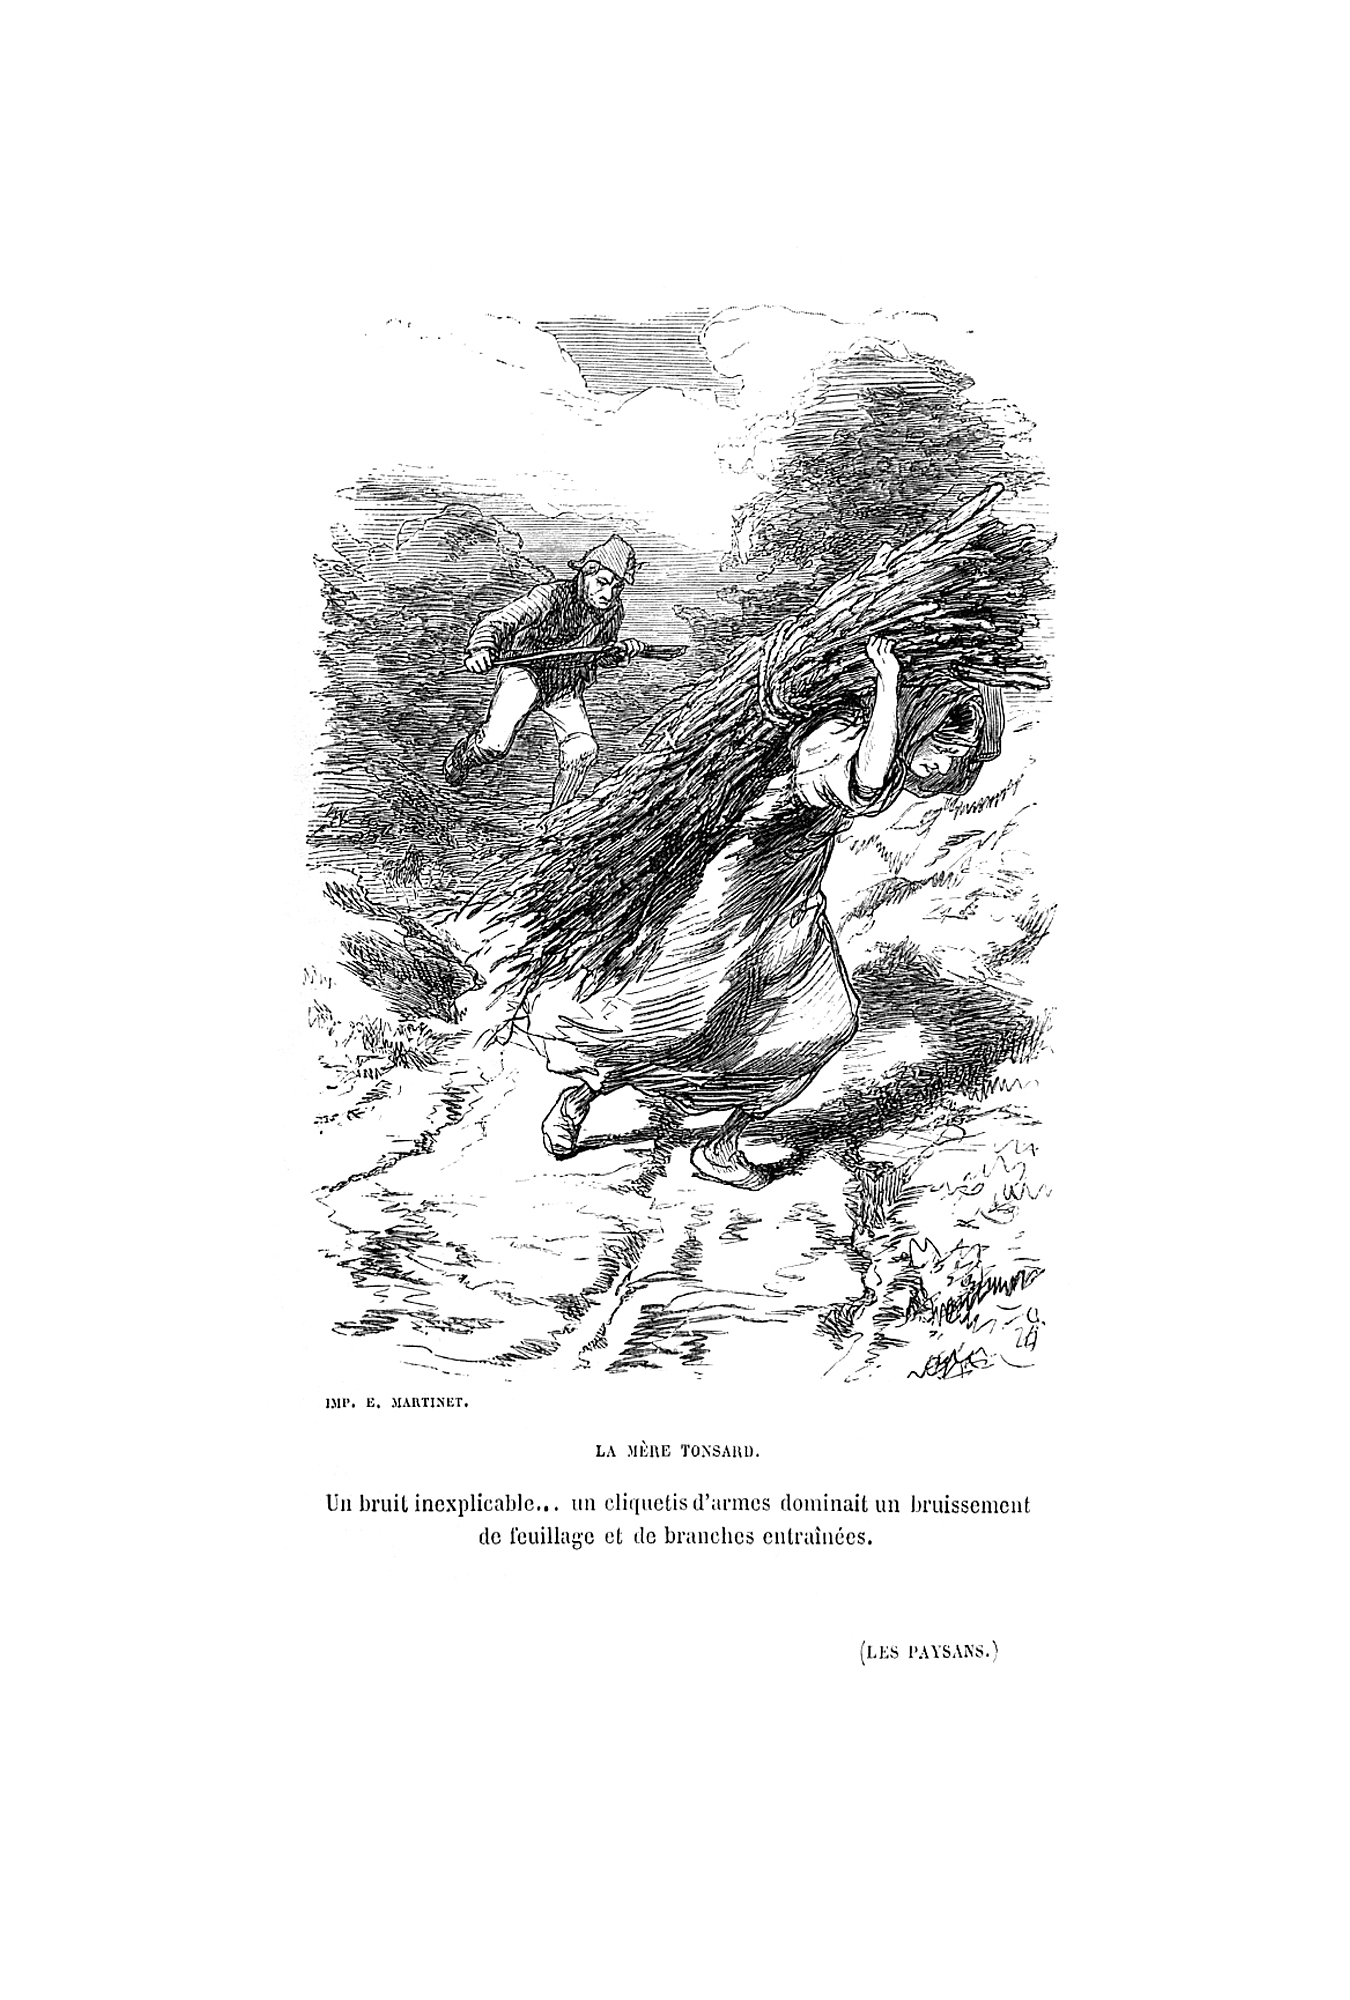 IMP. E. MARTINET.
LA MÈRE TONSARD.
Un bruit inexplicable... un cliquetis d'armes dominait un bruissement
de feuillage et de branches entraînées.
(LES PAYSANS.)